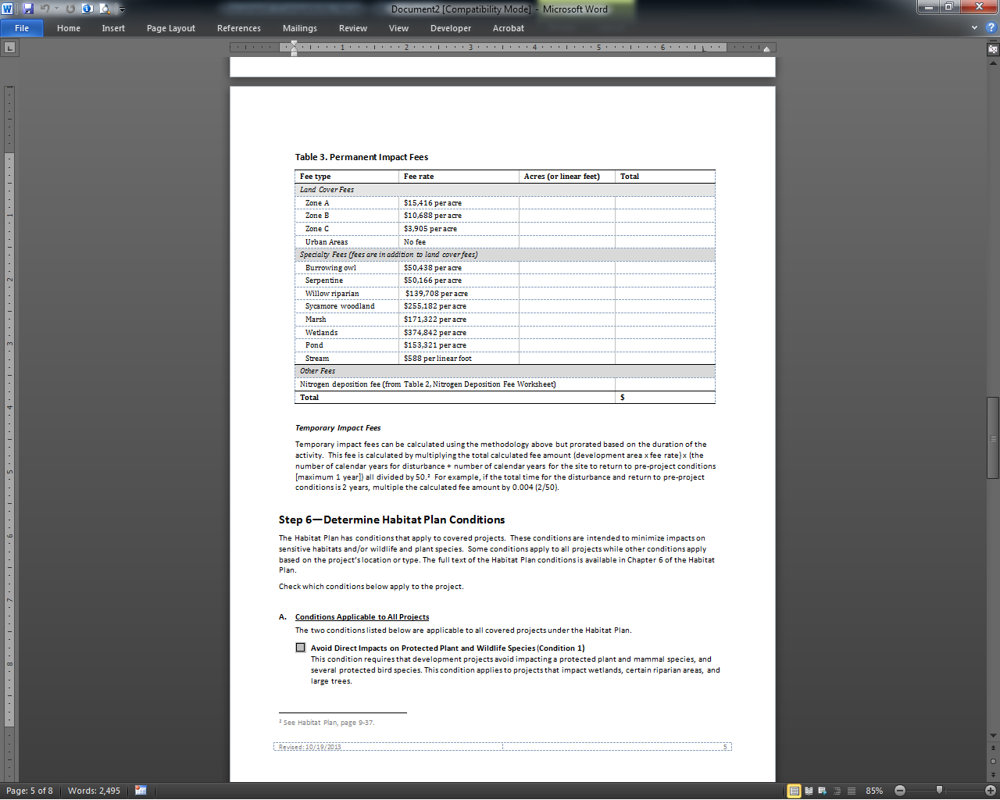 Document2 [Compatibility Mode] - Microsoft Word
File Home Insert Page Layout References Mailings Review View Developer Acrobat
1 2 3 4 5 6
Table 3. Permanent Impact Fees
Fee type Fee rate Acres (or linear feet) Total
Land Cover Fees
Zone A $15,416 per acre
Zone B $10,688 per acre
Zone C $3,905 per acre
Urban Areas No fee
Specialty Fees (fees are in addition to land cover fees)
Burrowing owl $50,438 per acre
Serpentine $50,166 per acre
Willow riparian $139,708 per acre
Sycamore woodland $255,182 per acre
Marsh $171,322 per acre
Wetlands $374,842 per acre
Pond $153,321 per acre
Stream $588 per linear foot
Other Fees
Nitrogen deposition fee (from Table 2, Nitrogen Deposition Fee Worksheet)
Total $
Temporary Impact Fees
Temporary impact fees can be calculated using the methodology above but prorated based on the duration of the
activity. This fee is calculated by multiplying the total calculated fee amount (development area x fee rate) x (the
number of calendar years for disturbance + number of calendar years for the site to return to pre-project conditions
[maximum 1 year]) all divided by 50.² For example, if the total time for the disturbance and return to pre-project
conditions is 2 years, multiple the calculated fee amount by 0.004 (2/50).
Step 6—Determine Habitat Plan Conditions
The Habitat Plan has conditions that apply to covered projects. These conditions are intended to minimize impacts on
sensitive habitats and/or wildlife and plant species. Some conditions apply to all projects while other conditions apply
based on the project's location or type. The full text of the Habitat Plan conditions is available in Chapter 6 of the Habitat
Plan.
Check which conditions below apply to the project.
A. Conditions Applicable to All Projects
The two conditions listed below are applicable to all covered projects under the Habitat Plan.
Avoid Direct Impacts on Protected Plant and Wildlife Species (Condition 1)
This condition requires that development projects avoid impacting a protected plant and mammal species, and
several protected bird species. This condition applies to projects that impact wetlands, certain riparian areas, and
large trees.
² See Habitat Plan, page 9-37.
Revised: 10/19/2013 5
Page: 5 of 8 Words: 2,495 85%